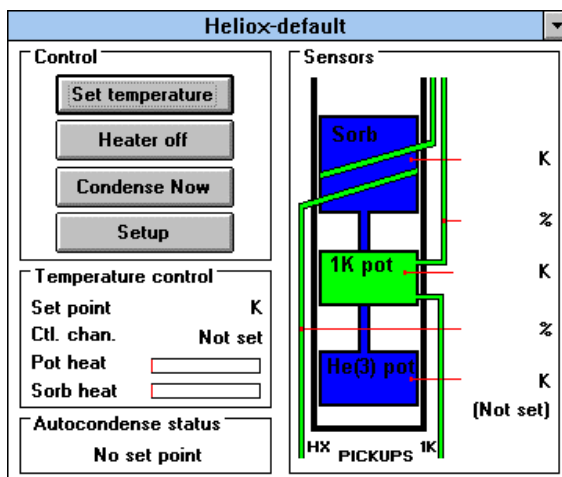 Heliox-default
Control
Set temperature
Heater off
Condense Now
Setup
Temperature control
Set point K
Ctl. chan. Not set
Pot heat
Sorb heat
Autocondense status
No set point
Sensors
Sorb
K
%
1K pot
K
%
He(3) pot
K
(Not set)
HX PICKUPS 1K